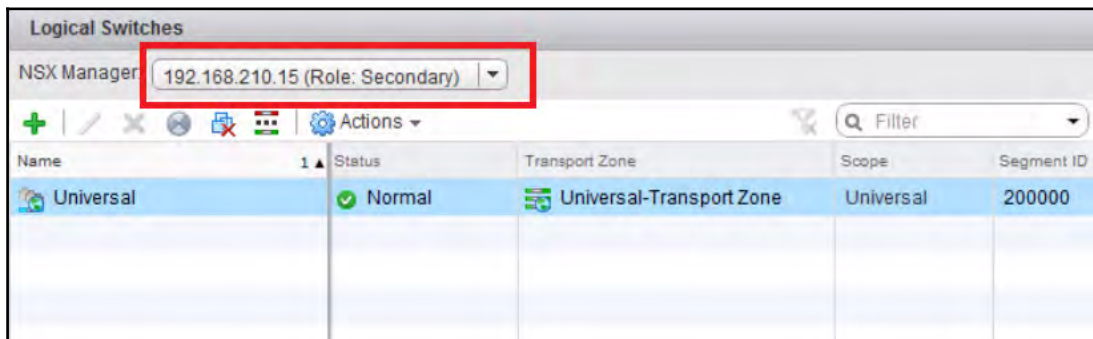 Logical Switches
NSX Manager: 192.168.210.15 (Role: Secondary)
Actions Filter
Name 1 Status Transport Zone Scope Segment ID
Universal Normal Universal-Transport Zone Universal 200000